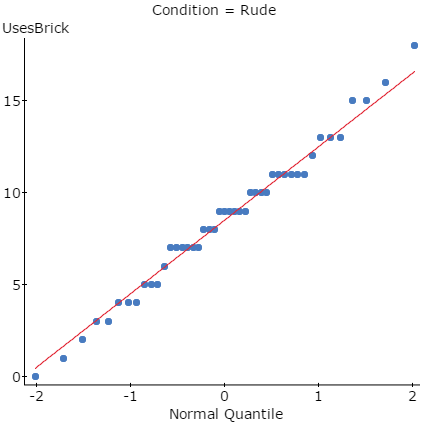 Condition = Rude
UsesBrick
15
10
5
0
-2 -1 0 1 2
Normal Quantile